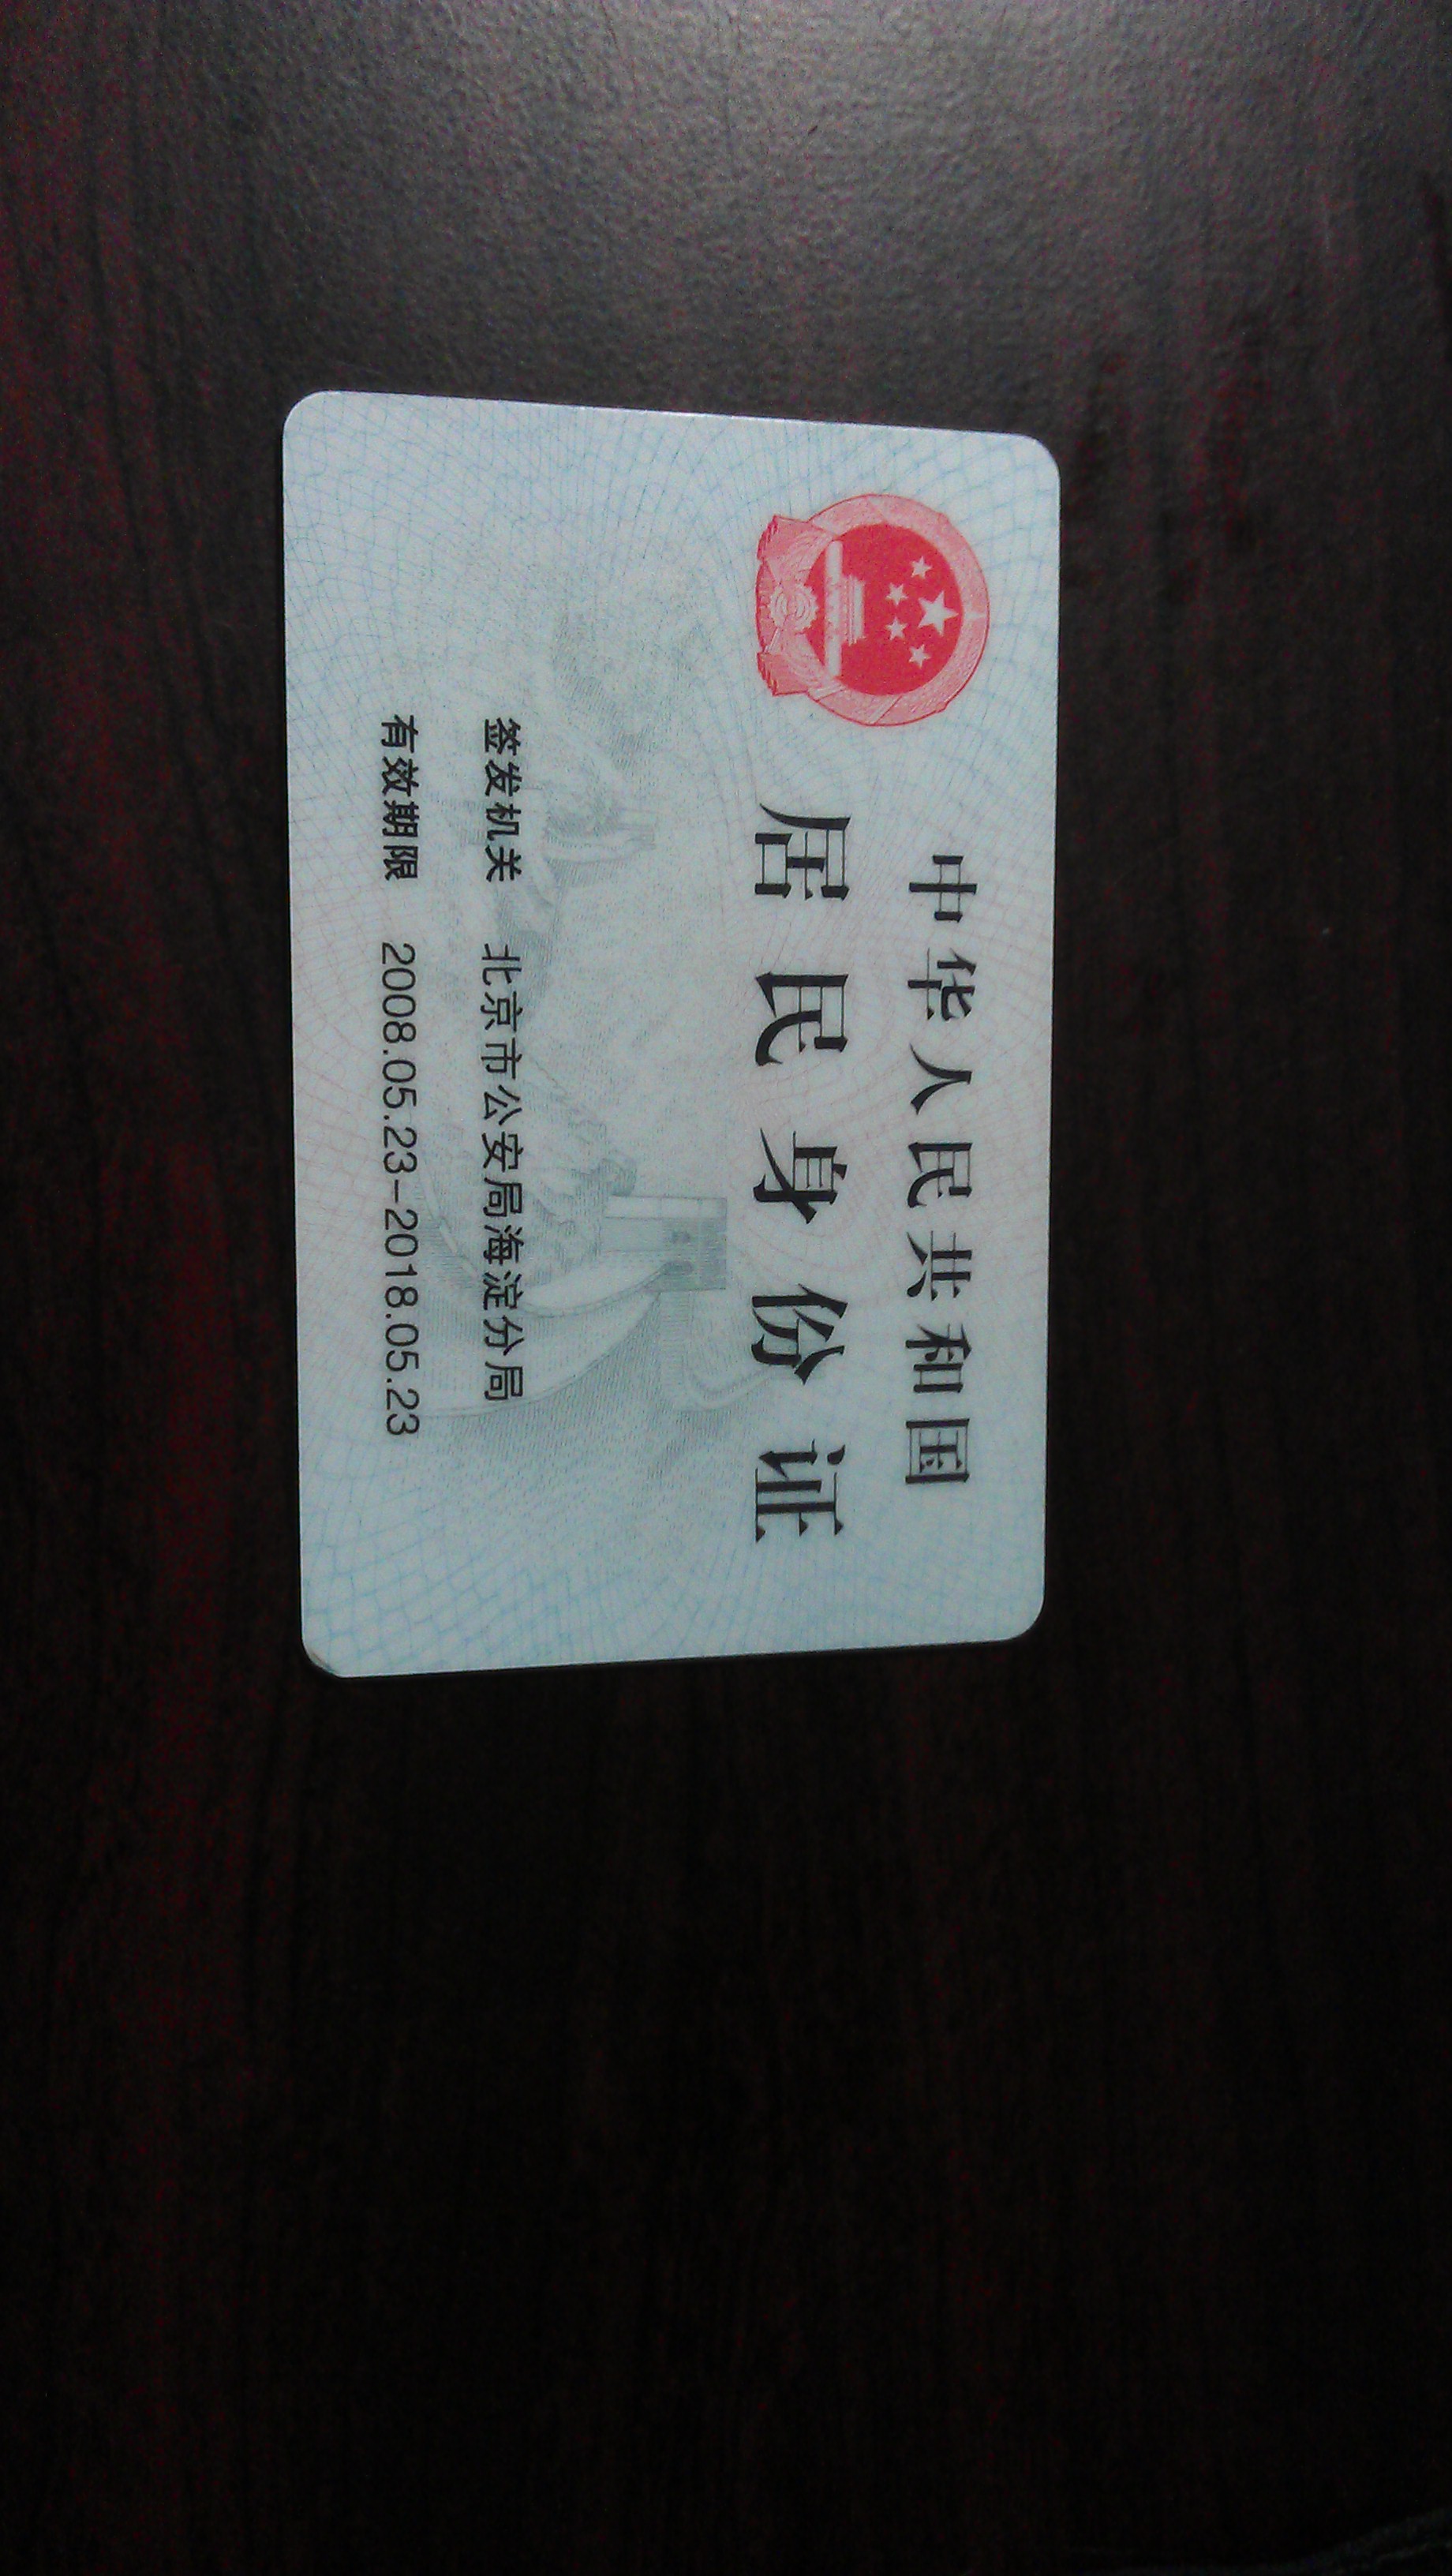 中华人民共和国
居民身份证
签发机关 北京市公安局海淀分局
有效期限 2008.05.23-2018.05.23